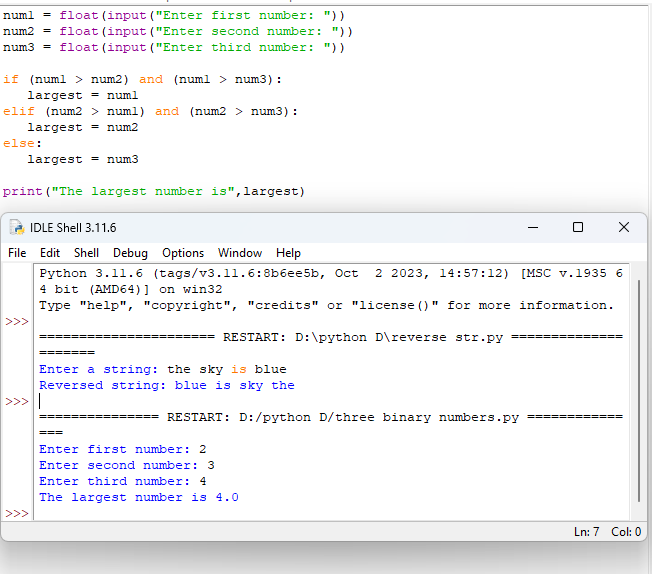 num1 = float(input("Enter first number: "))
num2 = float(input("Enter second number: "))
num3 = float(input("Enter third number: "))
if (num1 > num2) and (num1 > num3):
   largest = num1
elif (num2 > num1) and (num2 > num3):
   largest = num2
else:
   largest = num3
print("The largest number is",largest)
IDLE Shell 3.11.6
File Edit Shell Debug Options Window Help
Python 3.11.6 (tags/v3.11.6:8b6ee5b, Oct  2 2023, 14:57:12) [MSC v.1935 6
4 bit (AMD64)] on win32
Type "help", "copyright", "credits" or "license()" for more information.
>>>
====================== RESTART: D:\python D\reverse str.py ==============
=======
Enter a string: the sky is blue
Reversed string: blue is sky the
>>>
=============== RESTART: D:/python D/three binary numbers.py ============
===
Enter first number: 2
Enter second number: 3
Enter third number: 4
The largest number is 4.0
>>>
Ln: 7 Col: 0